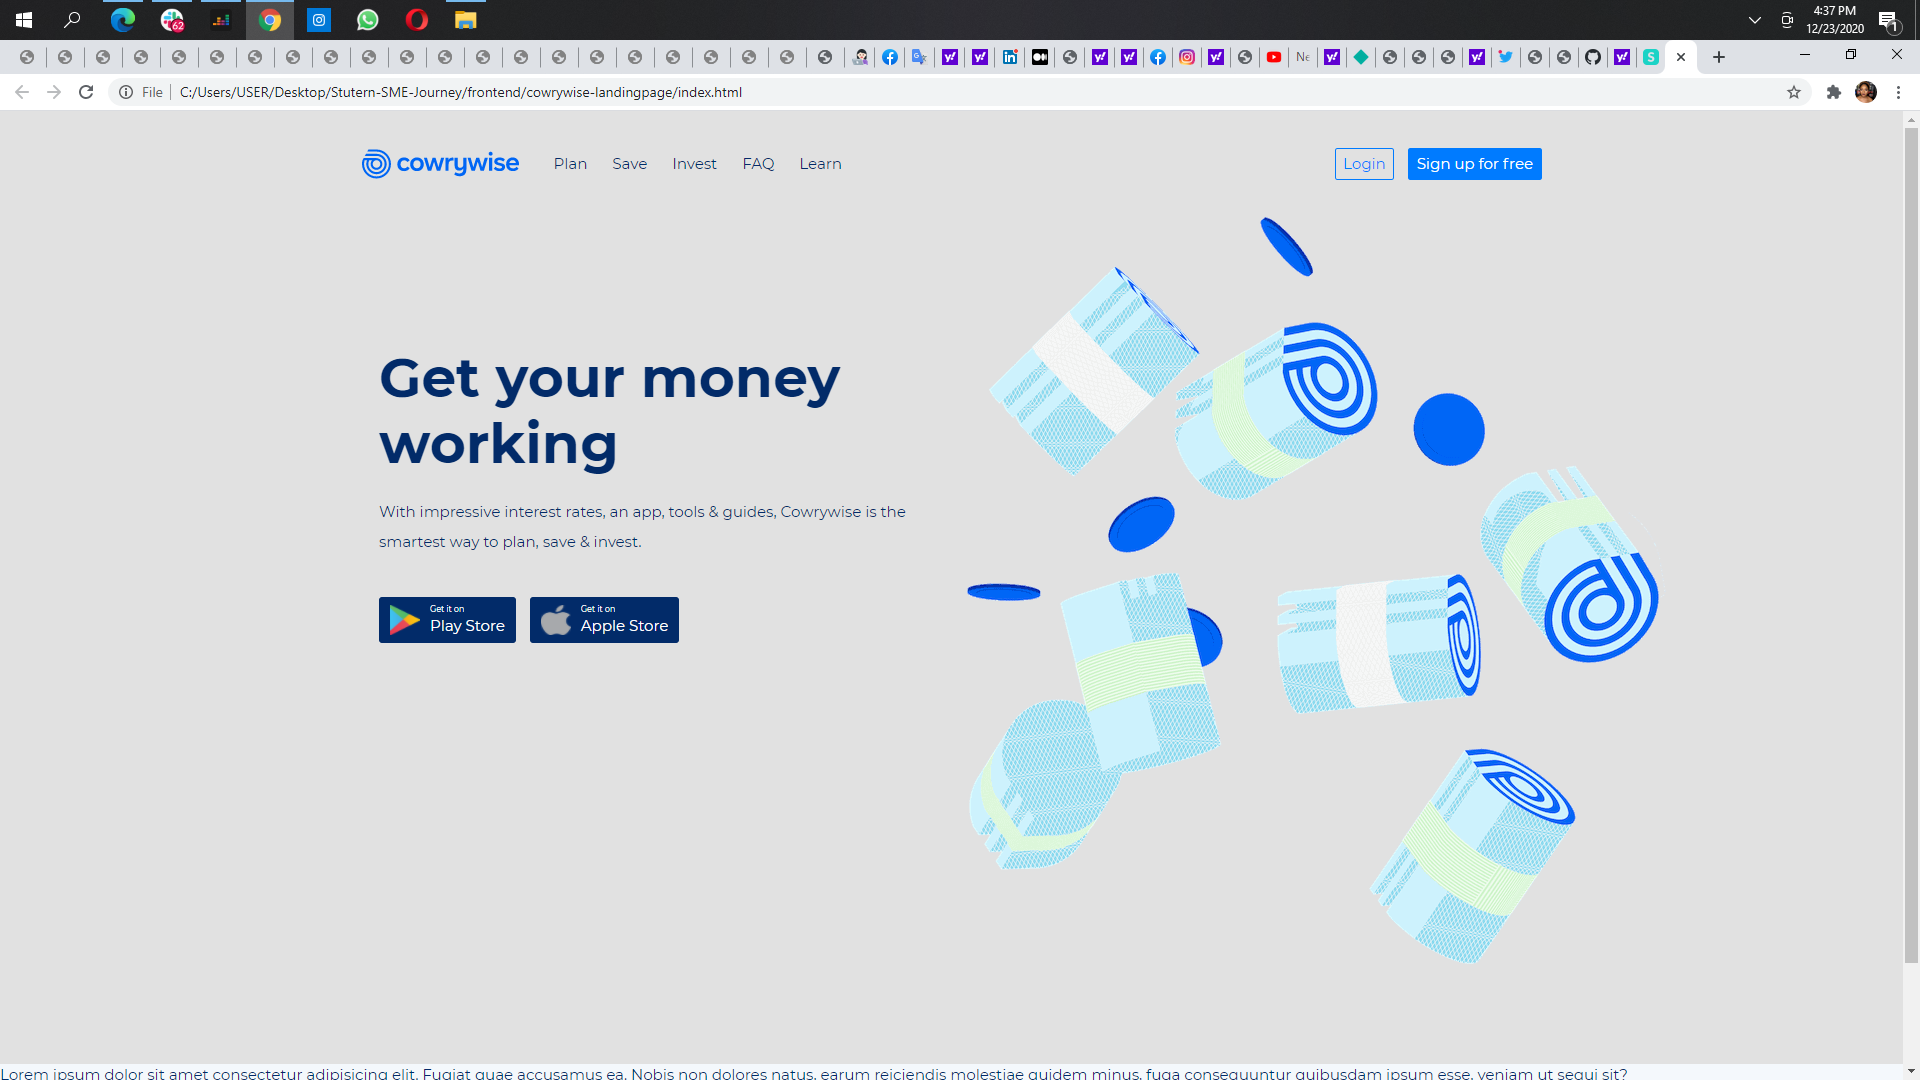 4:37 PM
12/23/2020
62
1
Ne
S
File
C:/Users/USER/Desktop/Stutern-SME-Journey/frontend/cowrywise-landingpage/index.html
cowrywise
Plan
Save
Invest
FAQ
Learn
Login
Sign up for free
Get your money
working
With impressive interest rates, an app, tools & guides, Cowrywise is the
smartest way to plan, save & invest.
Get it on
Play Store
Get it on
Apple Store
Lorem ipsum dolor sit amet consectetur adipisicing elit. Fugiat quae accusamus ea. Nobis non dolores natus, earum reiciendis molestiae quidem minus, fuga consequuntur quibusdam ipsum esse, veniam ut sequi sit?